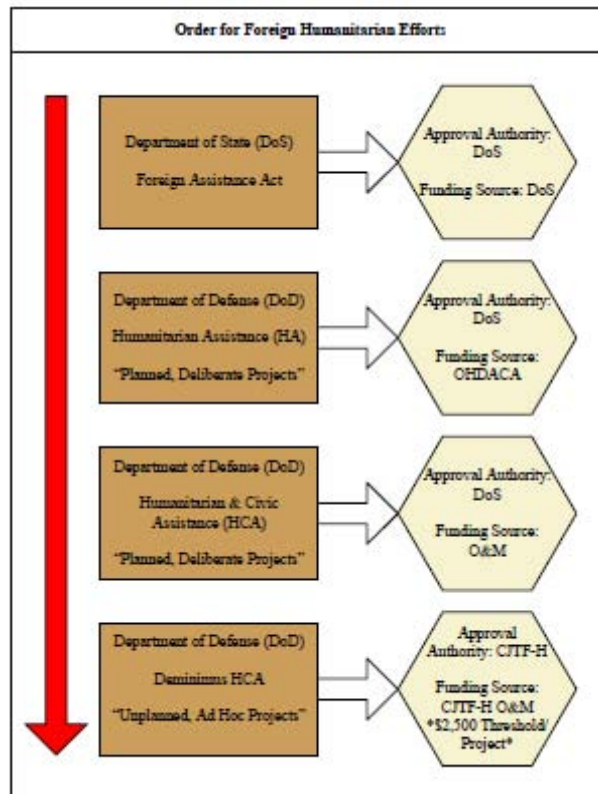 Order for Foreign Humanitarian Efforts
Department of State (DoS)
Foreign Assistance Act
Approval Authority:
DoS
Funding Source: DoS
Department of Defense (DoD)
Humanitarian Assistance (HA)
"Planned, Deliberate Projects"
Approval Authority:
DoS
Funding Source:
OHDACA
Department of Defense (DoD)
Humanitarian & Civic
Assistance (HCA)
"Planned, Deliberate Projects"
Approval Authority:
DoS
Funding Source:
O&M
Department of Defense (DoD)
Deminimus HCA
"Unplanned, Ad Hoc Projects"
Approval
Authority: CJTF-H
Funding Source:
CJTF-H O&M
*$2,500 Threshold/
Project*